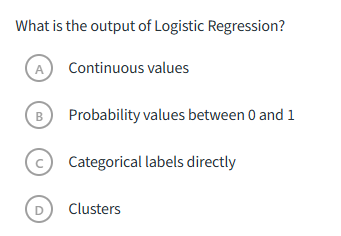 What is the output of Logistic Regression?
A Continuous values
B Probability values between 0 and 1
C Categorical labels directly
D Clusters